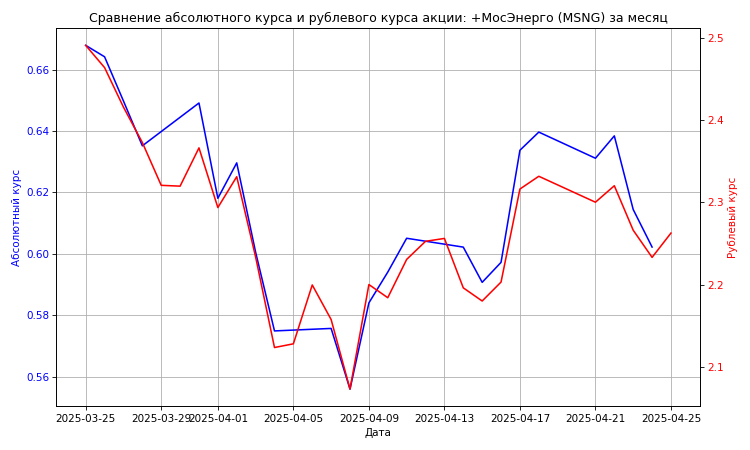 Сравнение абсолютного курса и рублевого курса акции: +МосЭнерго (MSNG) за месяц
0.66
0.64
0.62
0.60
0.58
0.56
Абсолютный курс
2.5
2.4
2.3
2.2
2.1
Рублевый курс
2025-03-25 2025-03-29 2025-04-01 2025-04-05 2025-04-09 2025-04-13 2025-04-17 2025-04-21 2025-04-25
Дата